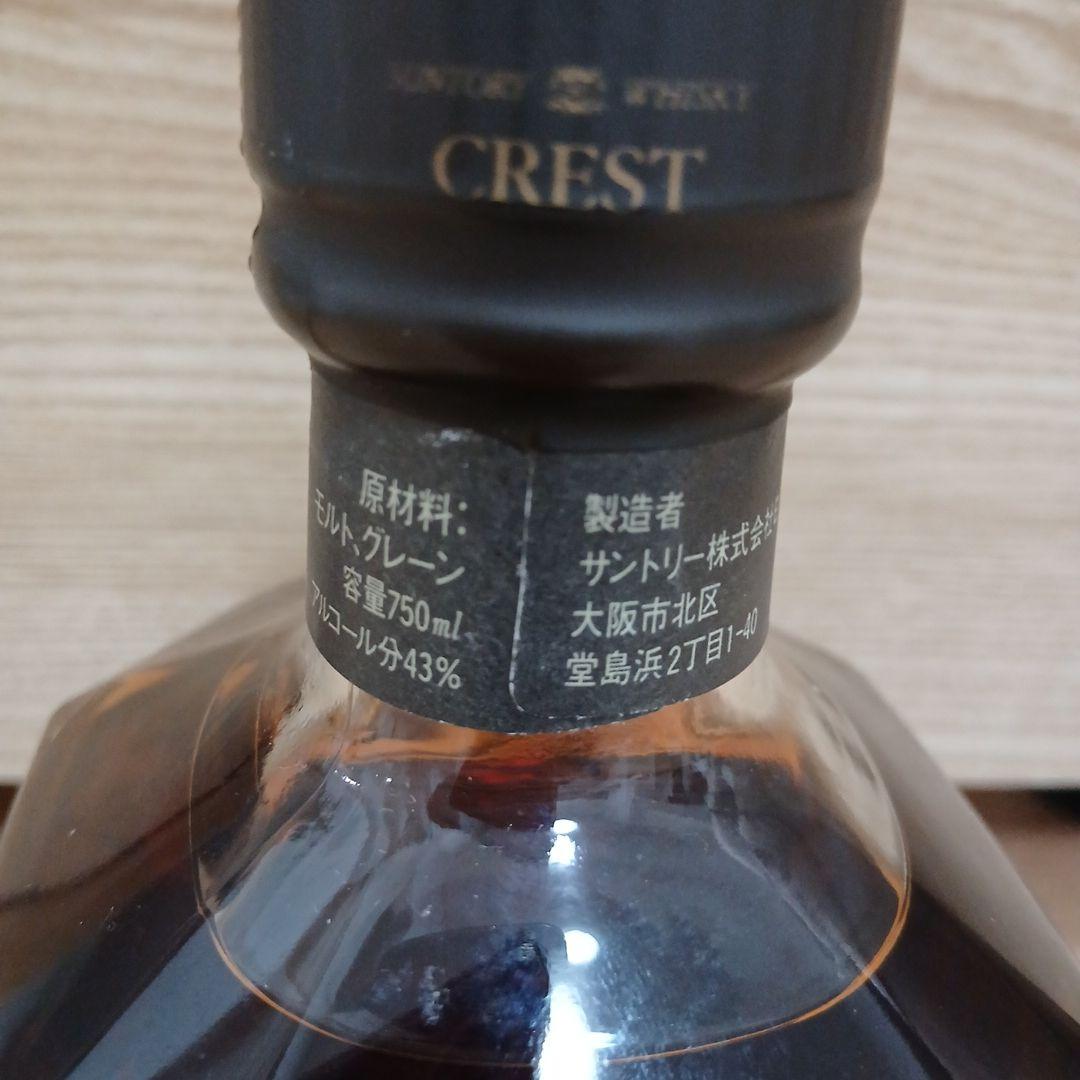 SUNTORY WHISKY
CREST
原材料:
モルト、グレーン
容量750ml
アルコール分43%
製造者
サントリー株式会社
大阪市北区
堂島浜2丁目1-40